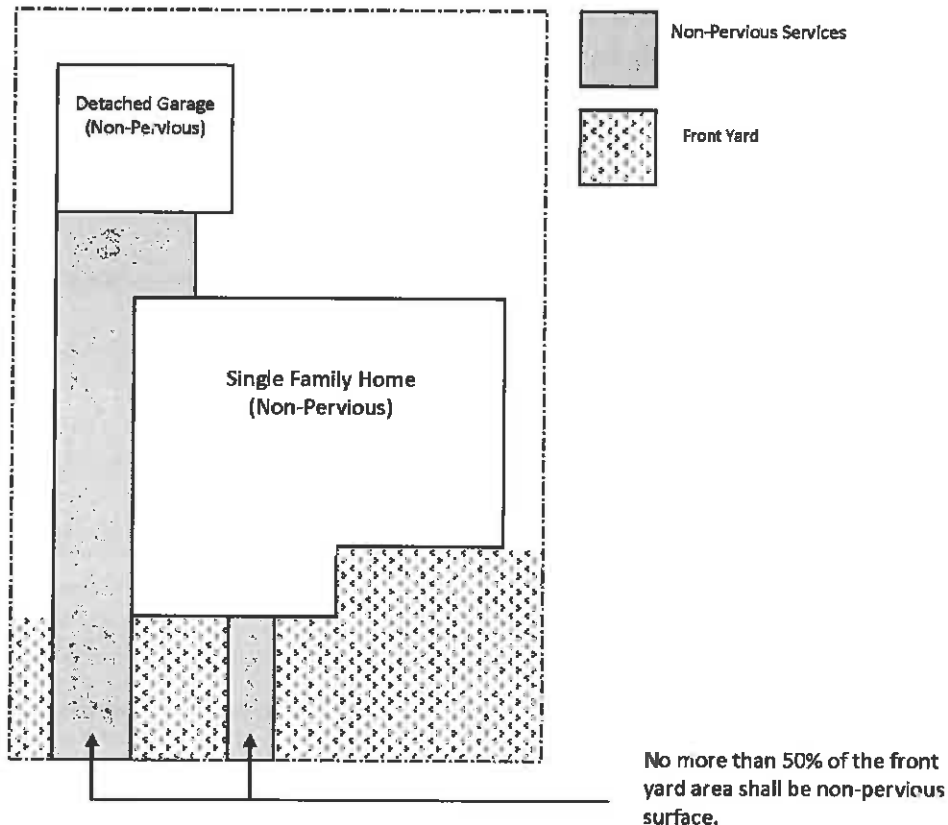 Non-Pervious Services
Detached Garage
(Non-Pervious)
Front Yard
Single Family Home
(Non-Pervious)
No more than 50% of the front
yard area shall be non-pervious
surface.